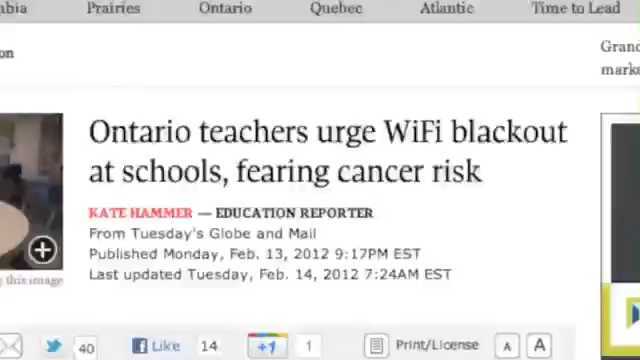 Prairies Ontario Quebec Atlantic Time to Lead
Ontario teachers urge WiFi blackout
at schools, fearing cancer risk
KATE HAMMER — EDUCATION REPORTER
From Tuesday's Globe and Mail
Published Monday, Feb. 13, 2012 9:17PM EST
Last updated Tuesday, Feb. 14, 2012 7:24AM EST
this image
40 Like 14 +1 1 Print/License A A